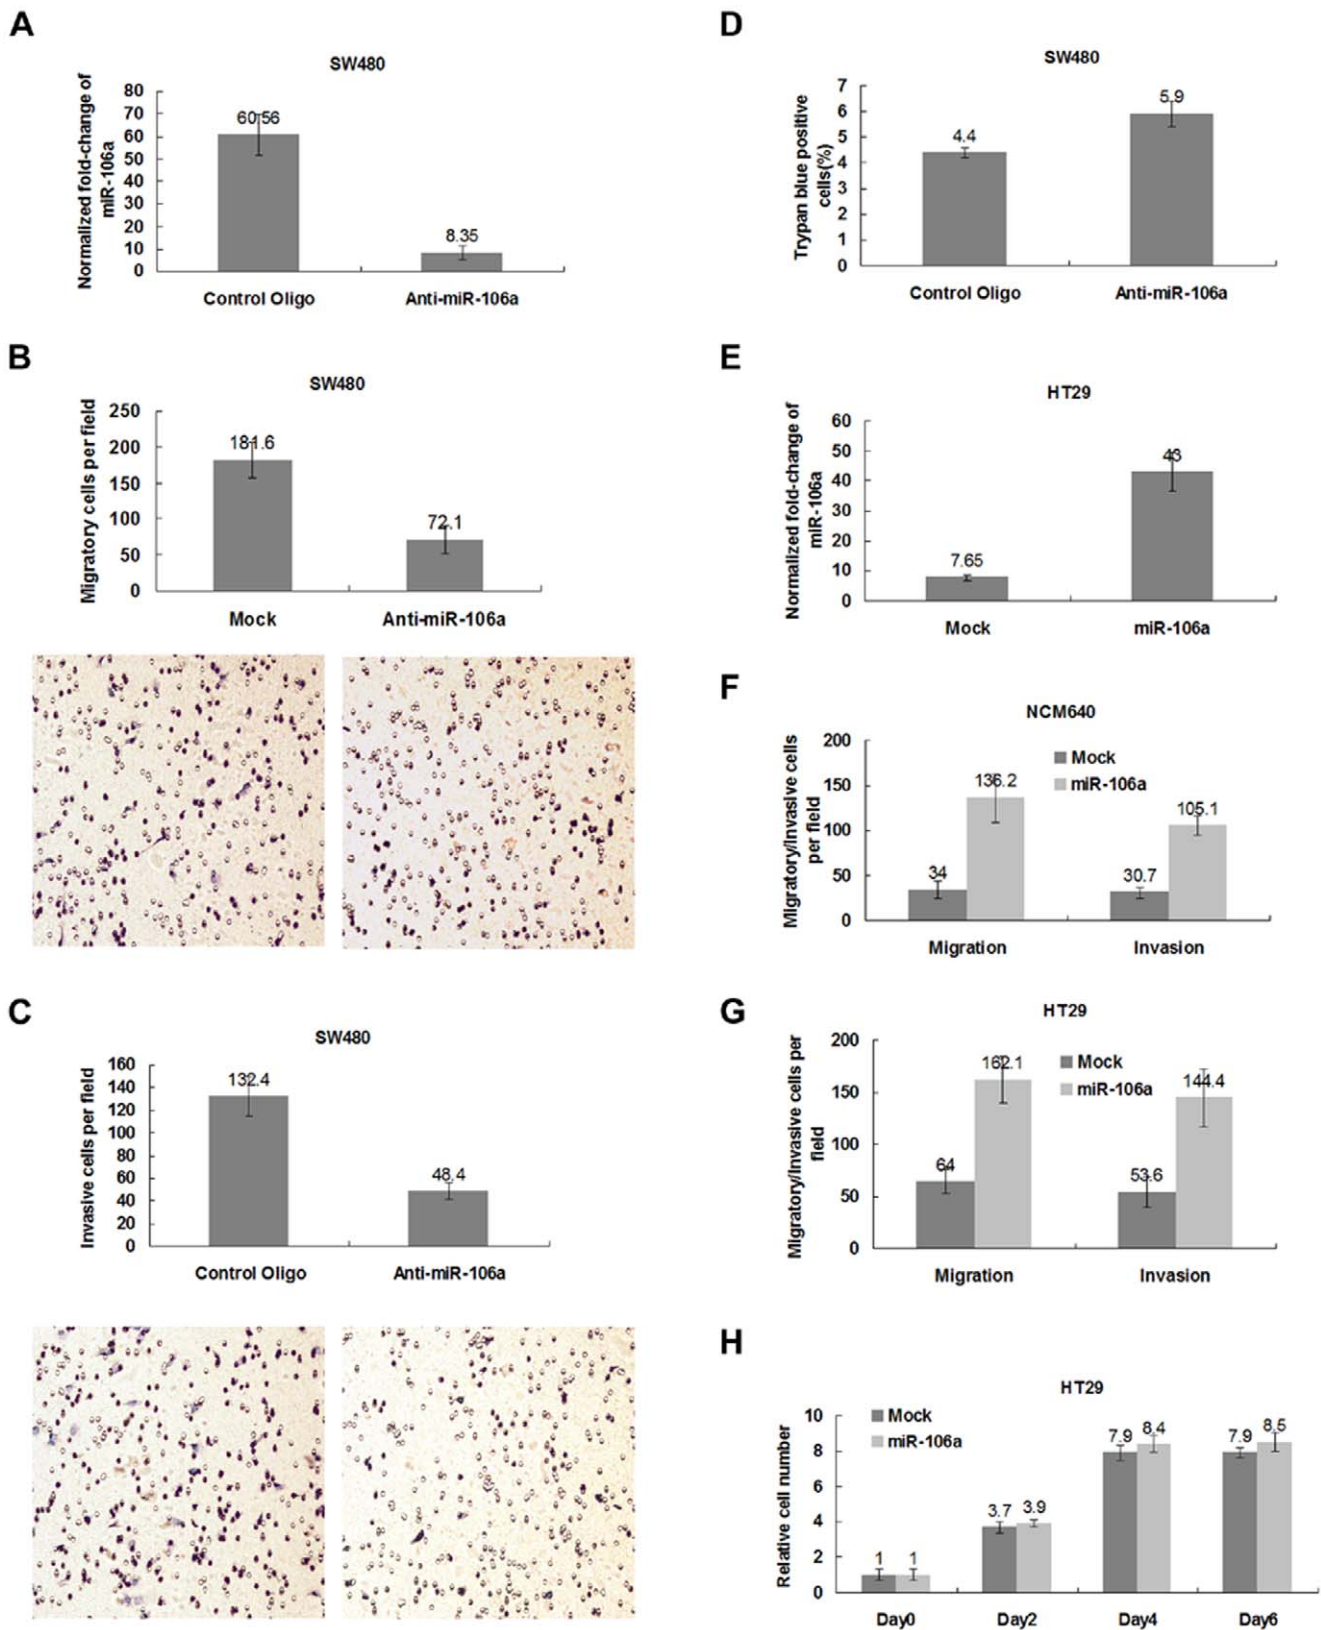 A
SW480
Normalized fold-change of
miR-106a
80
70
60
50
40
30
20
10
0
60.56
8.35
Control Oligo
Anti-miR-106a
B
SW480
Migratory cells per field
250
200
150
100
50
0
181.6
72.1
Mock
Anti-miR-106a
C
SW480
Invasive cells per field
160
140
120
100
80
60
40
20
0
132.4
48.4
Control Oligo
Anti-miR-106a
D
SW480
Trypan blue positive
cells(%)
7
6
5
4
3
2
1
0
4.4
5.9
Control Oligo
Anti-miR-106a
E
HT29
Normalized fold-change of
miR-106a
60
50
40
30
20
10
0
7.65
43
Mock
miR-106a
F
NCM640
Migratory/Invasive cells
per field
200
150
100
50
0
Mock
miR-106a
34
136.2
30.7
105.1
Migration
Invasion
G
HT29
Migratory/Invasive cells per
field
200
150
100
50
0
Mock
miR-106a
64
162.1
53.6
144.4
Migration
Invasion
H
HT29
Relative cell number
10
8
6
4
2
0
Mock
miR-106a
1
1
3.7
3.9
7.9
8.4
7.9
8.5
Day0
Day2
Day4
Day6